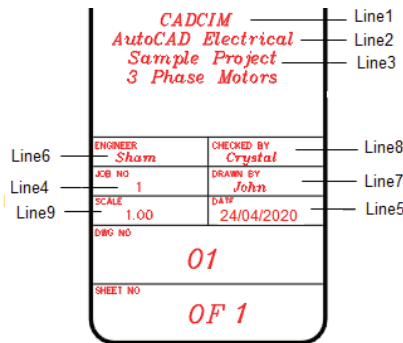 CADCIM
Line1
AutoCAD Electrical
Line2
Sample Project
Line3
3 Phase Motors
ENGINEER
CHECKED BY
Line8
Line6
Sham
Crystal
JOB NO
DRAWN BY
Line7
Line4
1
John
SCALE
DATE
Line5
Line9
1.00
24/04/2020
DWG NO
01
SHEET NO
OF 1